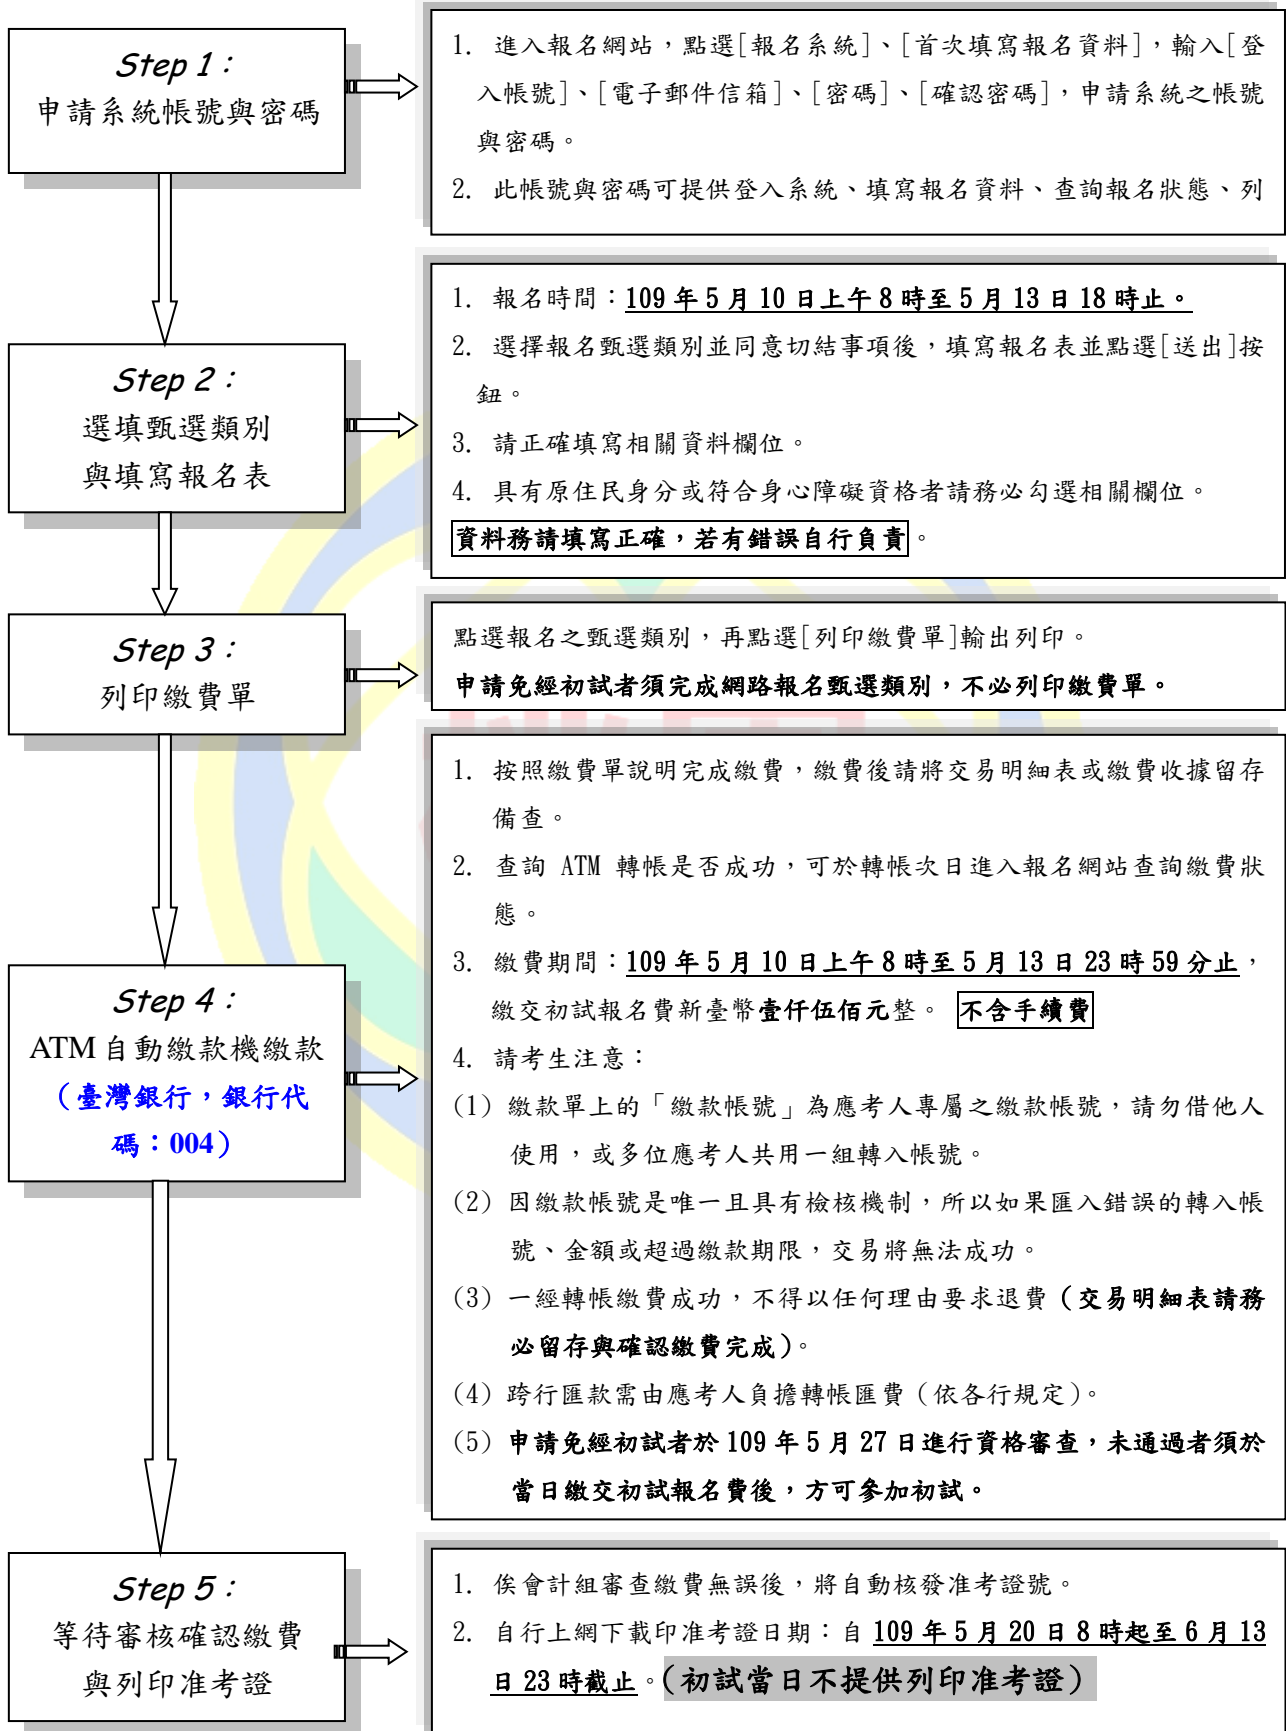 Step 1：
申請系統帳號與密碼
1. 進入報名網站，點選[報名系統]、[首次填寫報名資料]，輸入[登
入帳號]、[電子郵件信箱]、[密碼]、[確認密碼]，申請系統之帳號
與密碼。
2. 此帳號與密碼可提供登入系統、填寫報名資料、查詢報名狀態、列
Step 2：
選填甄選類別
與填寫報名表
1. 報名時間：109 年 5 月 10 日上午 8 時至 5 月 13 日 18 時止。
2. 選擇報名甄選類別並同意切結事項後，填寫報名表並點選[送出]按
鈕。
3. 請正確填寫相關資料欄位。
4. 具有原住民身分或符合身心障礙資格者請務必勾選相關欄位。
資料務請填寫正確，若有錯誤自行負責。
Step 3：
列印繳費單
點選報名之甄選類別，再點選[列印繳費單]輸出列印。
申請免經初試者須完成網路報名甄選類別，不必列印繳費單。
Step 4：
ATM 自動繳款機繳款
（臺灣銀行，銀行代
碼：004）
1. 按照繳費單說明完成繳費，繳費後請將交易明細表或繳費收據留存
備查。
2. 查詢 ATM 轉帳是否成功，可於轉帳次日進入報名網站查詢繳費狀
態。
3. 繳費期間：109 年 5 月 10 日上午 8 時至 5 月 13 日 23 時 59 分止，
繳交初試報名費新臺幣壹仟伍佰元整。 不含手續費
4. 請考生注意：
(1) 繳款單上的「繳款帳號」為應考人專屬之繳款帳號，請勿借他人
使用，或多位應考人共用一組轉入帳號。
(2) 因繳款帳號是唯一且具有檢核機制，所以如果匯入錯誤的轉入帳
號、金額或超過繳款期限，交易將無法成功。
(3) 一經轉帳繳費成功，不得以任何理由要求退費（交易明細表請務
必留存與確認繳費完成）。
(4) 跨行匯款需由應考人負擔轉帳匯費（依各行規定）。
(5) 申請免經初試者於 109 年 5 月 27 日進行資格審查，未通過者須於
當日繳交初試報名費後，方可參加初試。
Step 5：
等待審核確認繳費
與列印准考證
1. 俟會計組審查繳費無誤後，將自動核發准考證號。
2. 自行上網下載印准考證日期：自 109 年 5 月 20 日 8 時起至 6 月 13
日 23 時截止。（初試當日不提供列印准考證）